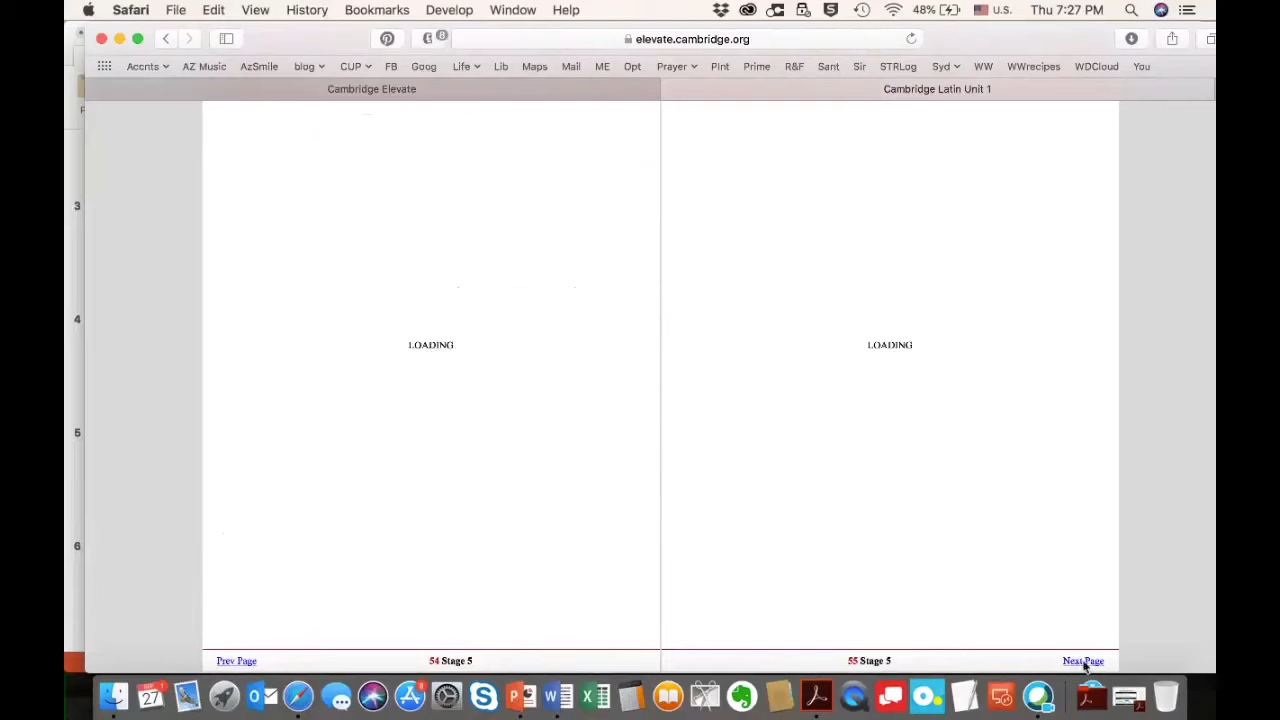 Safari File Edit View History Bookmarks Develop Window Help 48% U.S. Thu 7:27 PM
8 elevate.cambridge.org
Accnts AZ Music AzSmile blog CUP FB Goog Life Lib Maps Mail ME Opt Prayer Pint Prime R&F Sant Sir STRLog Syd WW WWrecipes WDCloud You
Cambridge Elevate Cambridge Latin Unit 1
3
LOADING LOADING
4
5
6
Prev Page 54 Stage 5 55 Stage 5 Next Page
SEP 27